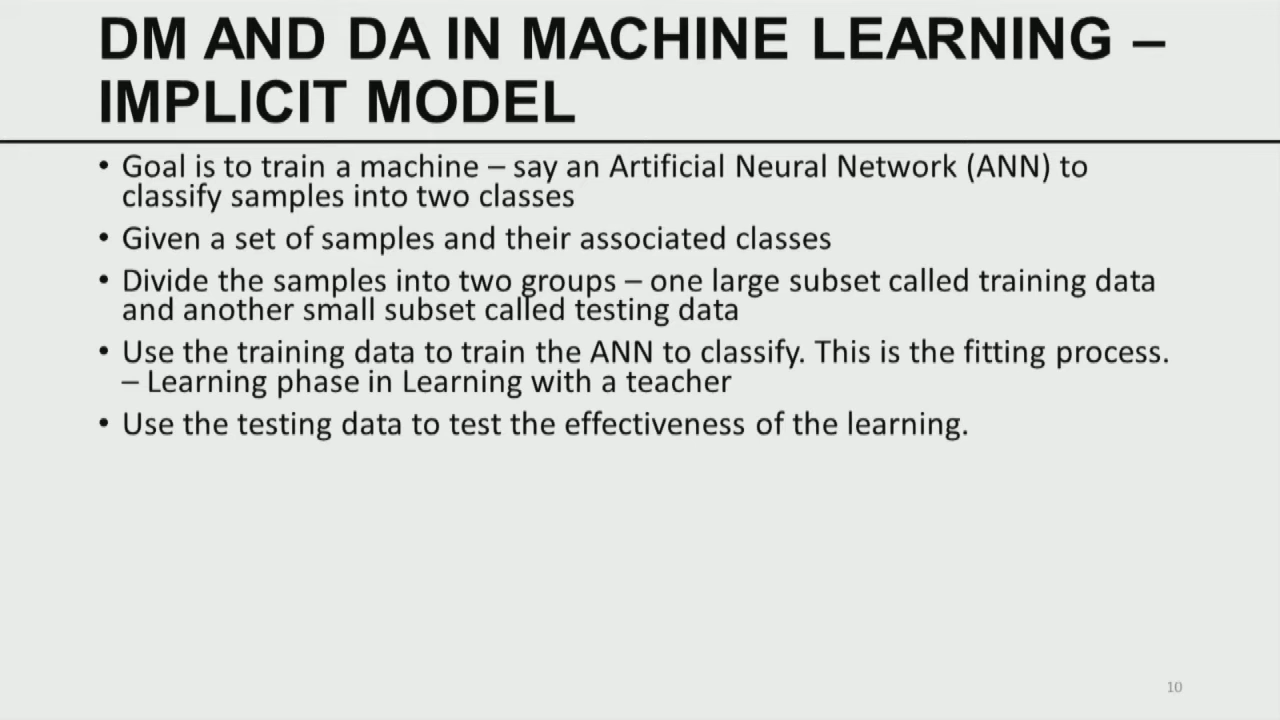 DM AND DA IN MACHINE LEARNING –
IMPLICIT MODEL
• Goal is to train a machine – say an Artificial Neural Network (ANN) to
classify samples into two classes
• Given a set of samples and their associated classes
• Divide the samples into two groups – one large subset called training data
and another small subset called testing data
• Use the training data to train the ANN to classify. This is the fitting process.
– Learning phase in Learning with a teacher
• Use the testing data to test the effectiveness of the learning.
10